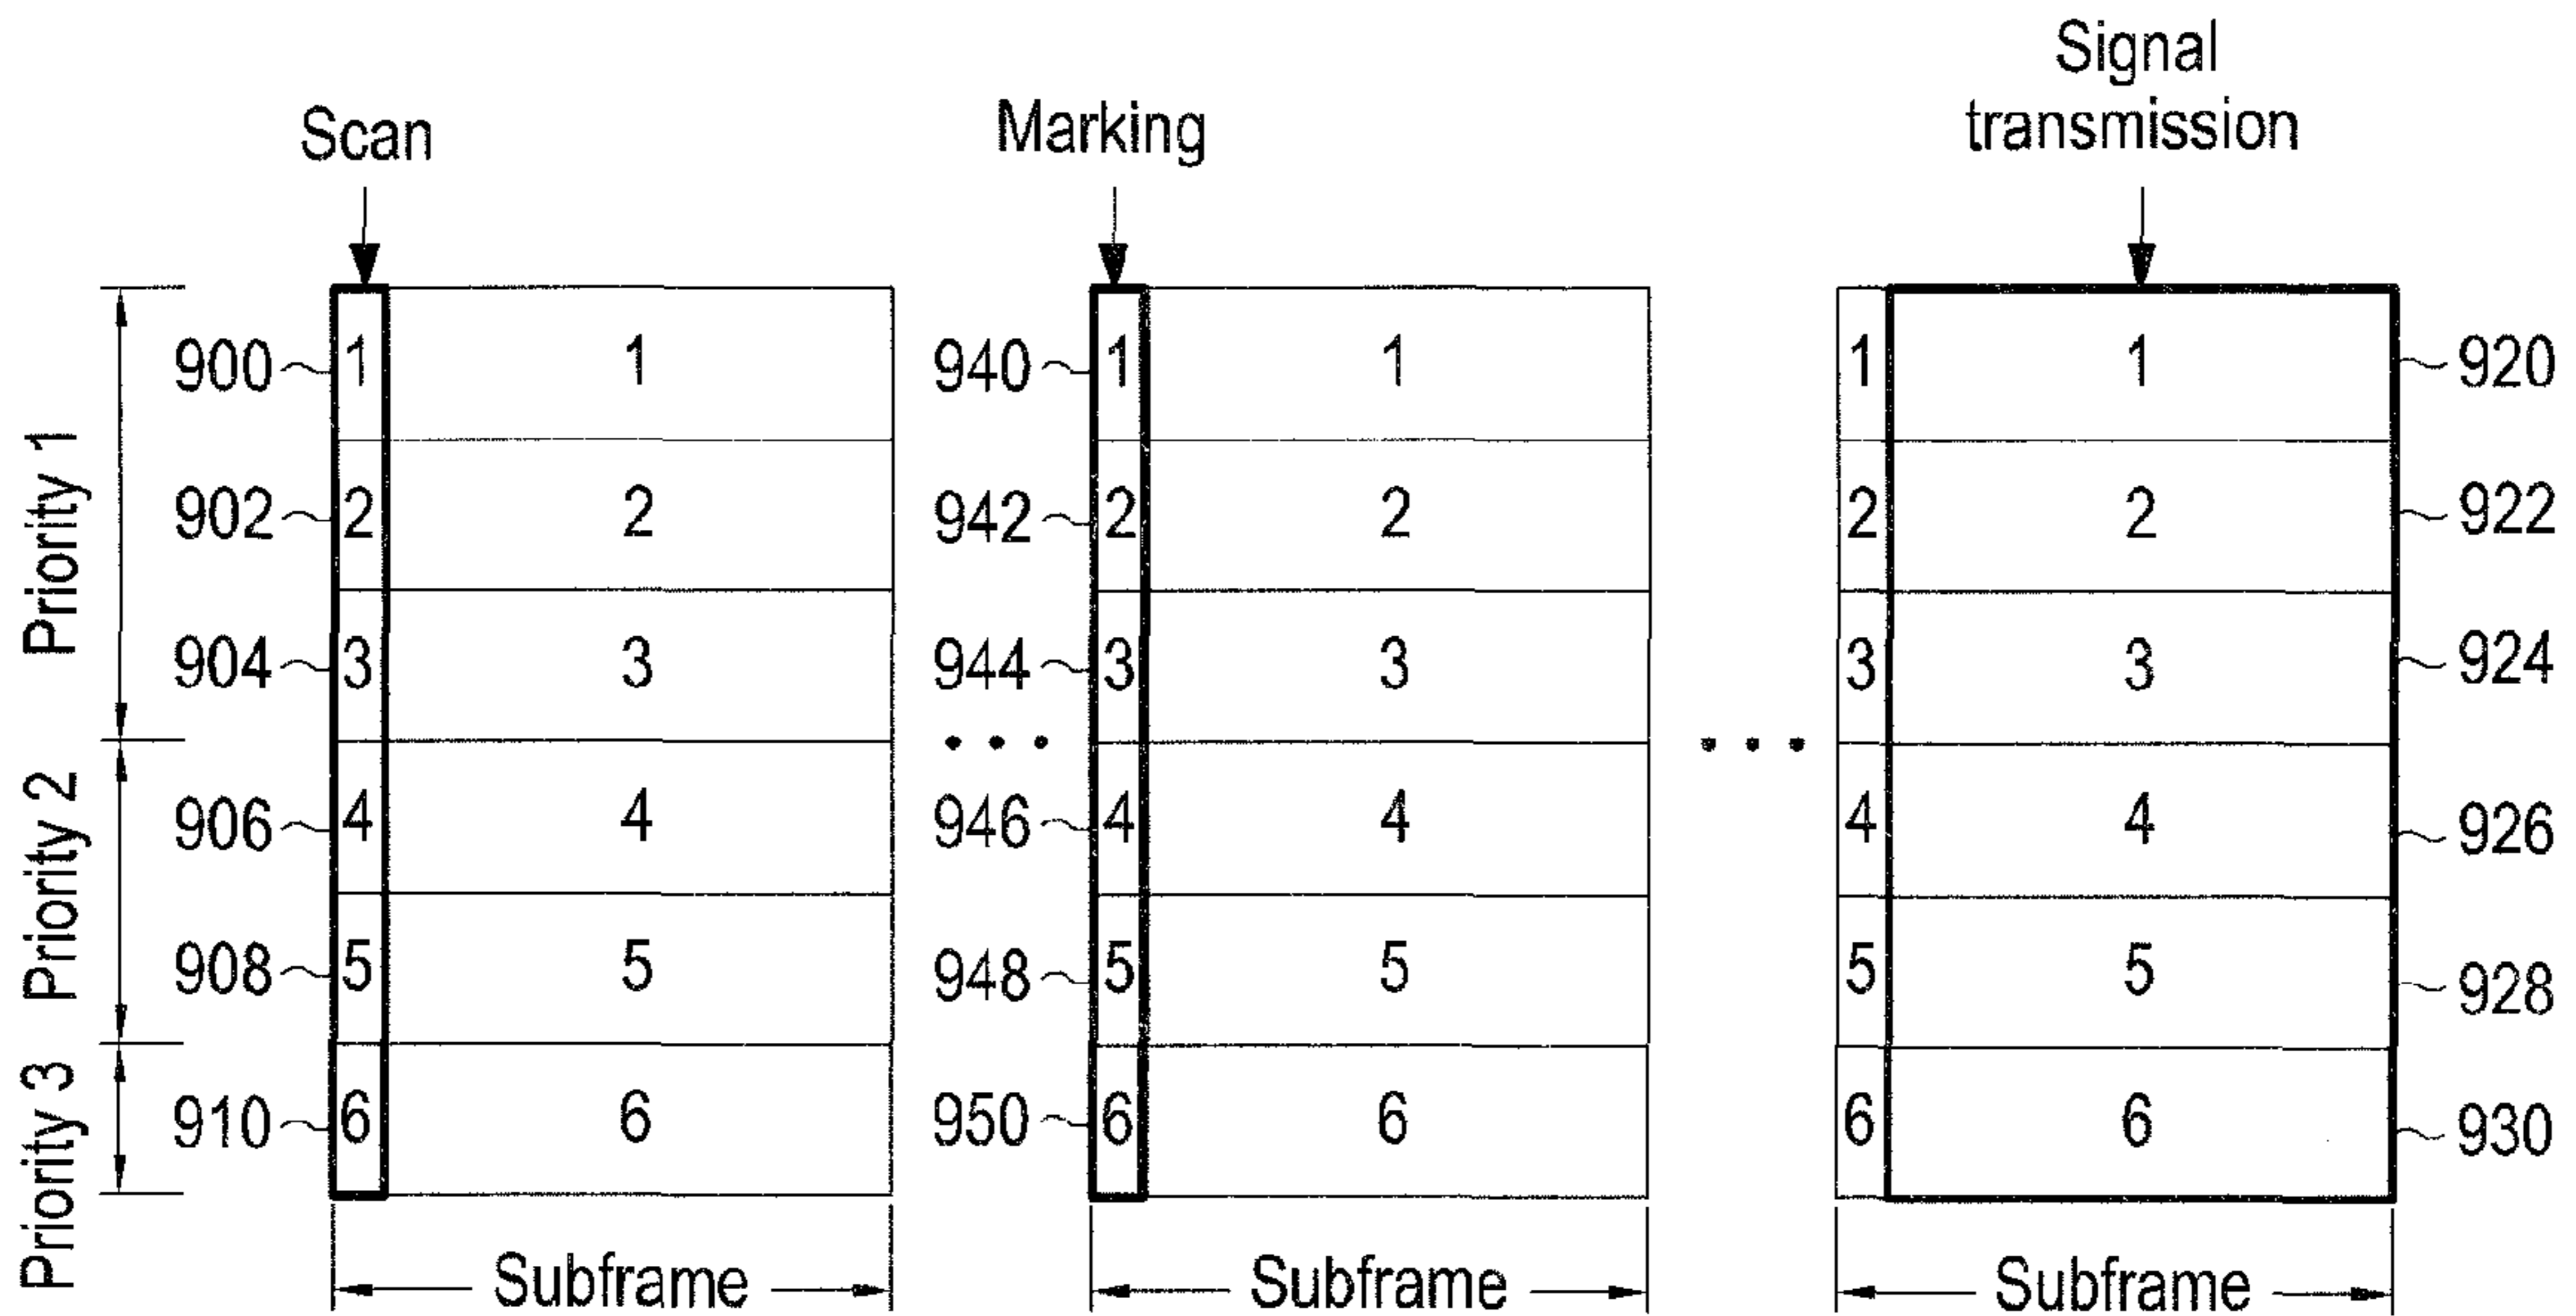 Signal
Scan Marking transmission
Priority 1
900 1 1 940 1 1 1 1 920
902 2 2 942 2 2 2 2 922
904 3 3 944 3 3 3 3 924
• • • • • •
Priority 2
906 4 4 946 4 4 4 4 926
908 5 5 948 5 5 5 5 928
Priority 3
910 6 6 950 6 6 6 6 930
Subframe Subframe Subframe